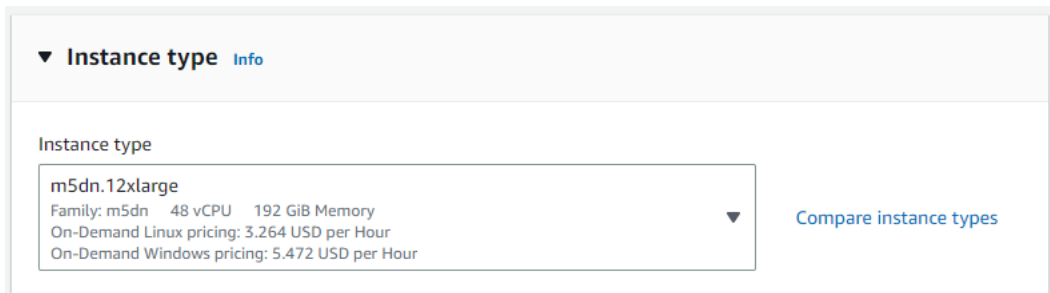 Instance type Info
Instance type
m5dn.12xlarge
Family: m5dn 48 vCPU 192 GiB Memory
On-Demand Linux pricing: 3.264 USD per Hour
On-Demand Windows pricing: 5.472 USD per Hour
Compare instance types